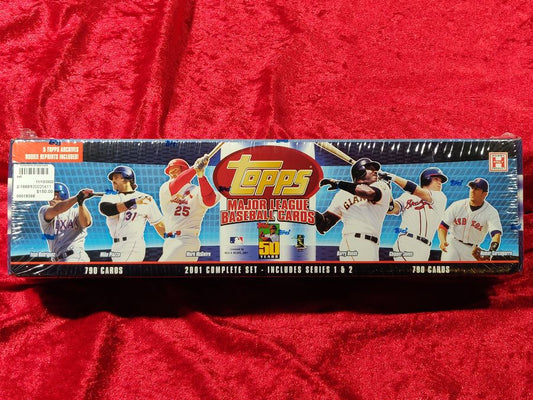 5 TOPPS ARCHIVES
ROOKIE REPRINTS INCLUDED!
$150.00
00018388
Topps
MAJOR LEAGUE
BASEBALL CARDS
50
YEARS
31
25
GIANTS
Braves
Ivan Rodriguez
Mike Piazza
Mark McGwire
Barry Bonds
Chipper Jones
Nomar Garciaparra
790 CARDS
2001 COMPLETE SET - INCLUDES SERIES 1 & 2
790 CARDS